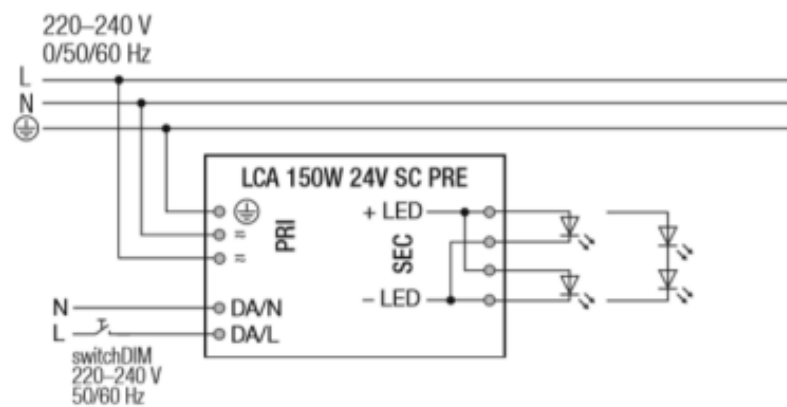 220–240 V
0/50/60 Hz
L
N
LCA 150W 24V SC PRE
+ LED
≈
PRI
≈
SEC
– LED
N
DA/N
L
DA/L
switchDIM
220–240 V
50/60 Hz